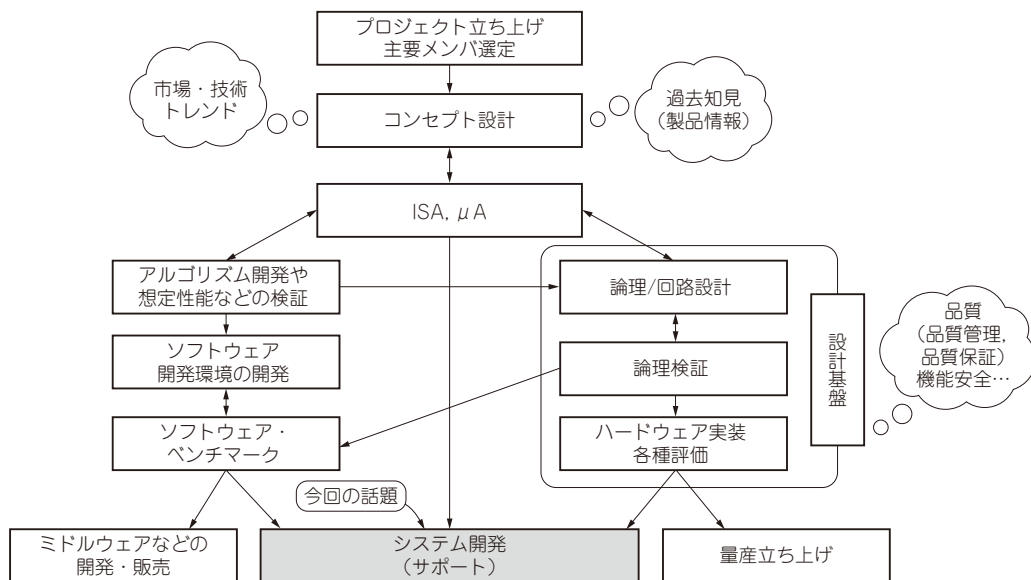 プロジェクト立ち上げ
主要メンバ選定
市場・技術
トレンド
コンセプト設計
過去知見
（製品情報）
ISA, μA
アルゴリズム開発や
想定性能などの検証
論理/回路設計
ソフトウェア
開発環境の開発
論理検証
設計基盤
品質
（品質管理,
品質保証）
機能安全…
ソフトウェア・
ベンチマーク
ハードウェア実装
各種評価
今回の話題
ミドルウェアなどの
開発・販売
システム開発
（サポート）
量産立ち上げ